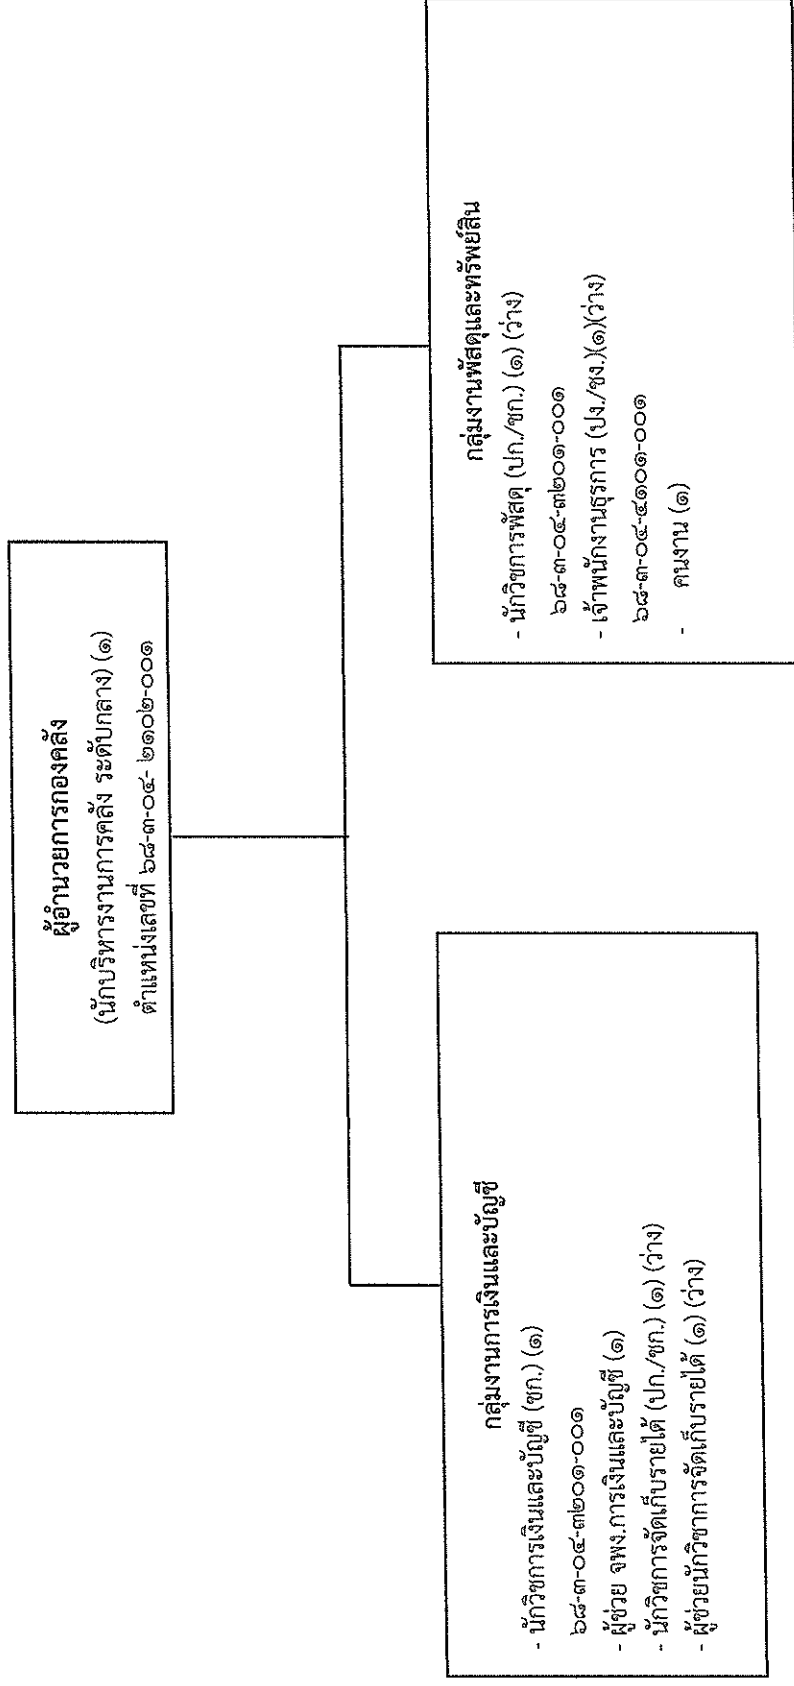 ผู้อำนวยการกองคลัง
(นักบริหารงานการคลัง ระดับกลาง) (๑)
ตำแหน่งเลขที่ ๖๘-๓-๐๔- ๒๑๐๒-๐๐๑
กลุ่มงานการเงินและบัญชี
- นักวิชการเงินและบัญชี (ชก.) (๑)
๖๘-๓-๐๔-๓๒๐๑-๐๐๑
- ผู้ช่วย จพง.การเงินและบัญชี (๑)
- นักวิชการจัดเก็บรายได้ (ปก./ชก.) (๑) (ว่าง)
- ผู้ช่วยนักวิชาการจัดเก็บรายได้ (๑) (ว่าง)
กลุ่มงานพัสดุและทรัพย์สิน
- นักวิชการพัสดุ (ปก./ชก.) (๑) (ว่าง)
๖๘-๓-๐๔-๓๒๐๑-๐๐๑
- เจ้าพนักงานธุรการ (ปง./ชง.)(๑)(ว่าง)
๖๘-๓-๐๔-๔๑๐๑-๐๐๑
- คนงาน (๑)